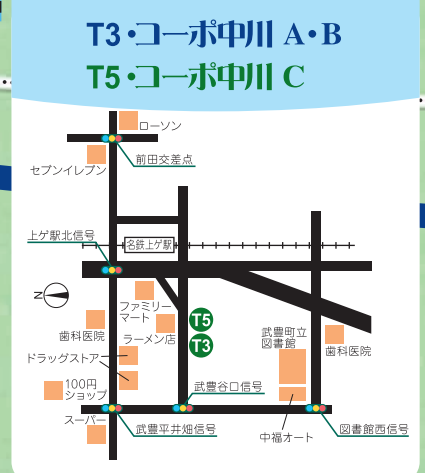 T3・コーポ中川 A・B
T5・コーポ中川 C
ローソン
セブンイレブン
前田交差点
上ゲ駅北信号
名鉄上ゲ駅
N
ファミリー
マート
歯科医院
ラーメン店
T5
T3
ドラッグストア
武豊町立
図書館
歯科医院
100円
ショップ
武豊谷口信号
スーパー
武豊平井畑信号
中福オート
図書館西信号